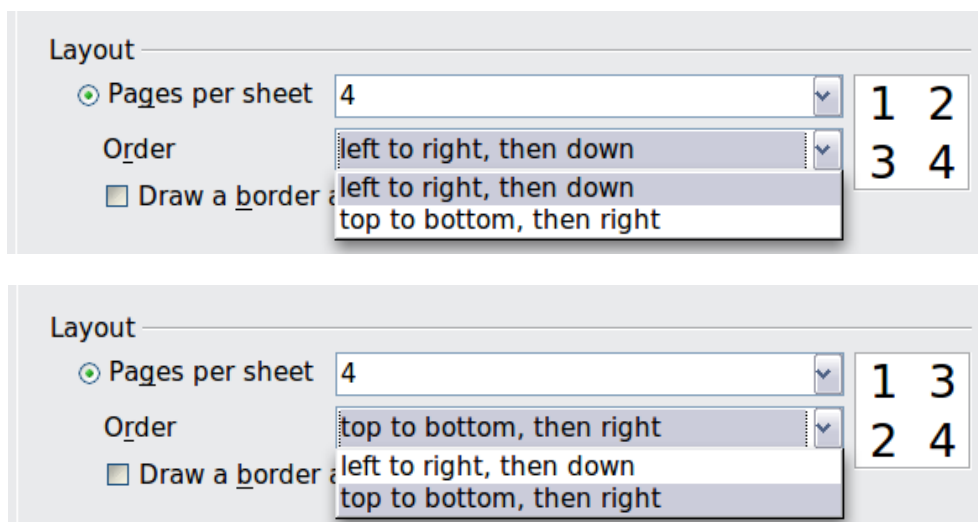 Layout
Pages per sheet 4
1 2
Order left to right, then down
3 4
left to right, then down
Draw a border
top to bottom, then right
Layout
Pages per sheet 4
1 3
Order top to bottom, then right
2 4
left to right, then down
Draw a border
top to bottom, then right